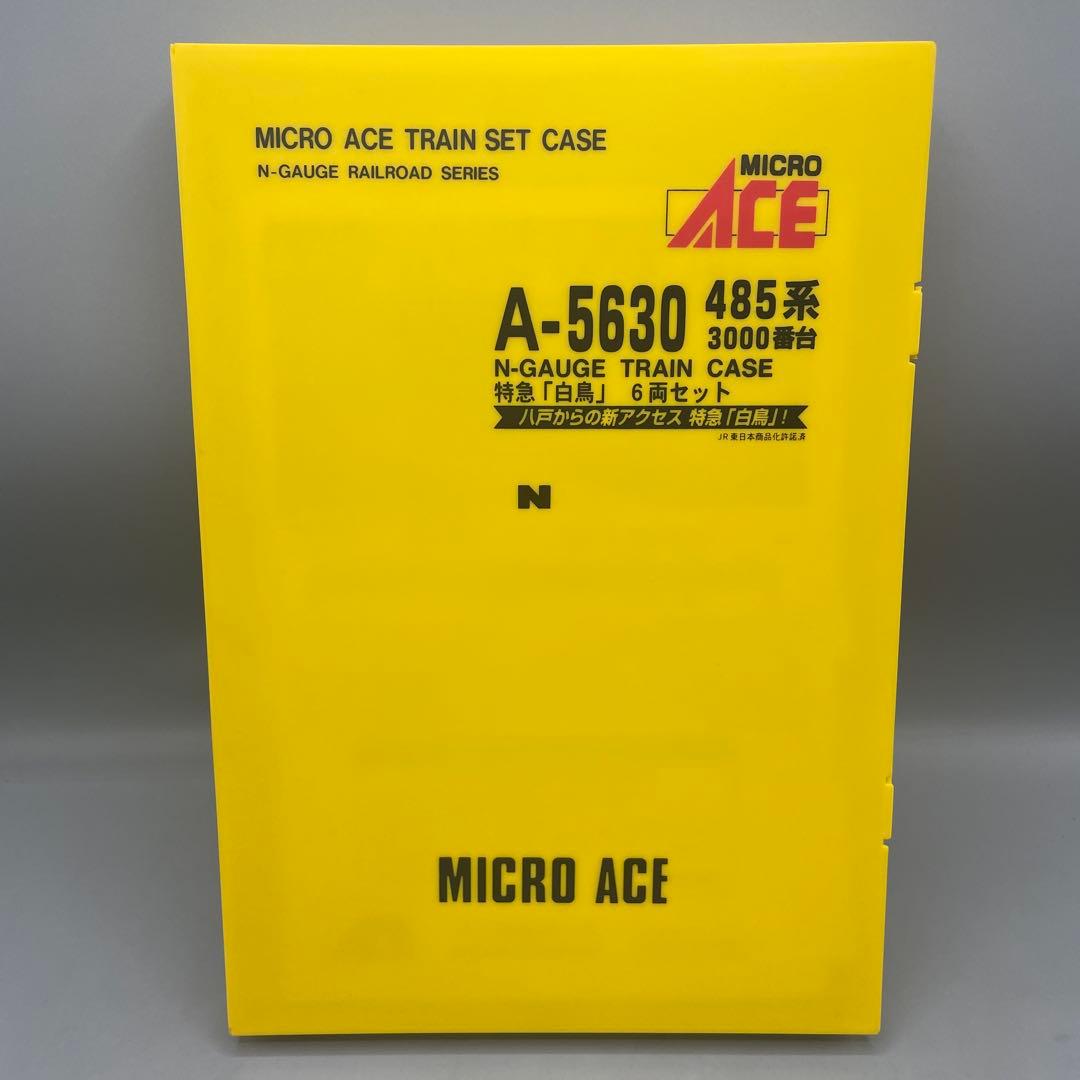 MICRO ACE TRAIN SET CASE
N-GAUGE RAILROAD SERIES
MICRO
ACE
A-5630 485系
3000番台
N-GAUGE TRAIN CASE
特急「白鳥」 6両セット
八戸からの新アクセス 特急「白鳥」!
JR東日本商品化許諾済
N
MICRO ACE